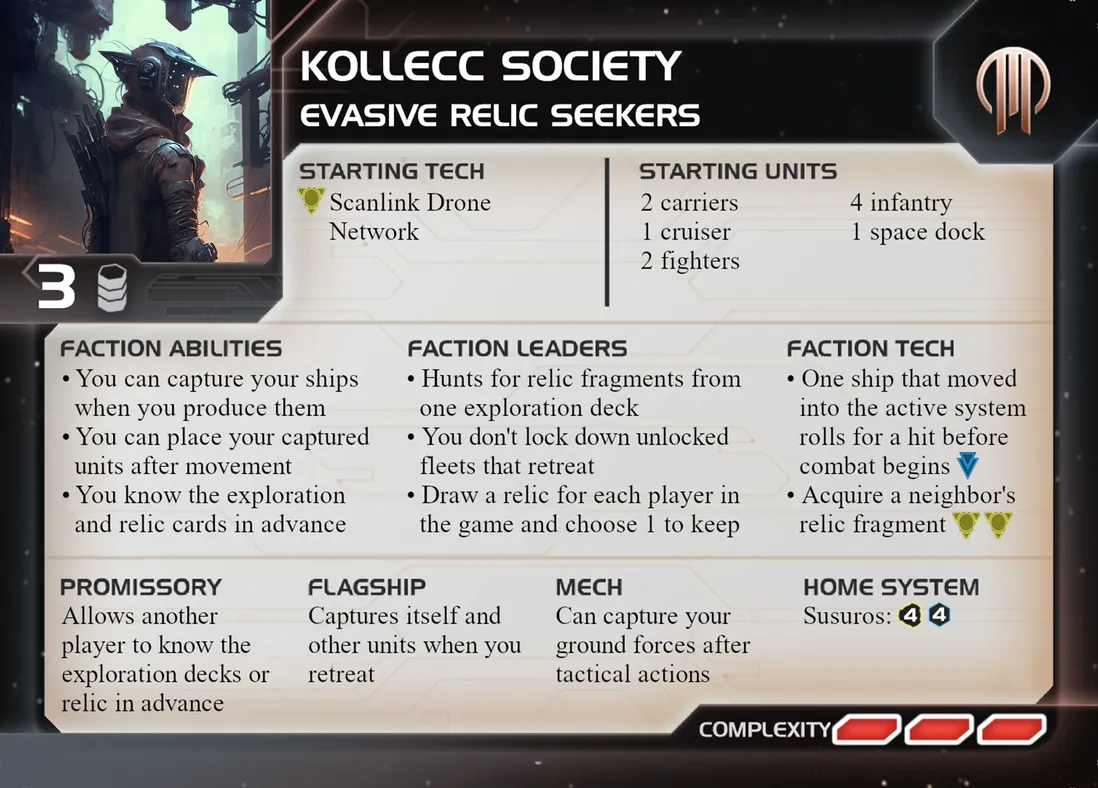 KOLLECC SOCIETY
EVASIVE RELIC SEEKERS
3
STARTING TECH
Scanlink Drone
Network
STARTING UNITS
2 carriers
1 cruiser
2 fighters
4 infantry
1 space dock
FACTION ABILITIES
• You can capture your ships
when you produce them
• You can place your captured
units after movement
• You know the exploration
and relic cards in advance
FACTION LEADERS
• Hunts for relic fragments from
one exploration deck
• You don't lock down unlocked
fleets that retreat
• Draw a relic for each player in
the game and choose 1 to keep
FACTION TECH
• One ship that moved
into the active system
rolls for a hit before
combat begins
• Acquire a neighbor's
relic fragment
PROMISSORY
Allows another
player to know the
exploration decks or
relic in advance
FLAGSHIP
Captures itself and
other units when you
retreat
MECH
Can capture your
ground forces after
tactical actions
HOME SYSTEM
Susuros: 4 4
COMPLEXITY